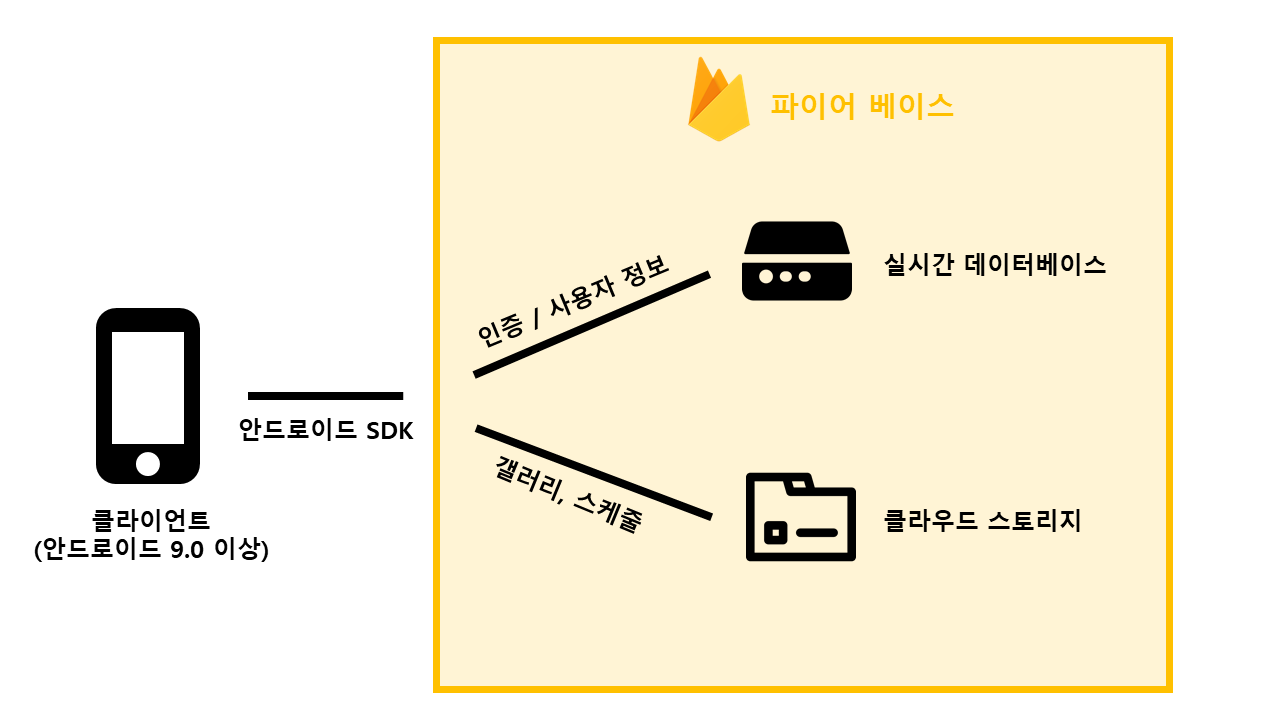 파이어 베이스
인증 / 사용자 정보
실시간 데이터베이스
안드로이드 SDK
갤러리, 스케줄
클라우드 스토리지
클라이언트
(안드로이드 9.0 이상)